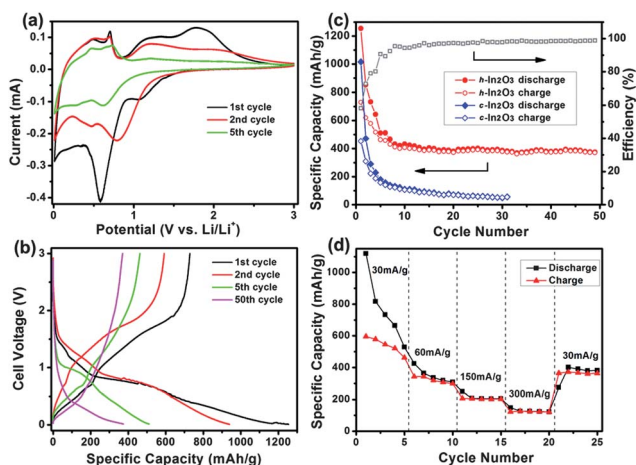 (a)
0.1
0.0
-0.1
-0.2
-0.3
-0.4
Current (mA)
1st cycle
2nd cycle
5th cycle
0
1
2
3
Potential (V vs. Li/Li+)
(b)
3
2
1
0
Cell Voltage (V)
1st cycle
2nd cycle
5th cycle
50th cycle
0
200
400
600
800
1000
1200
Specific Capacity (mAh/g)
(c)
1200
1000
800
600
400
200
0
Specific Capacity (mAh/g)
h-In2O3 discharge
h-In2O3 charge
c-In2O3 discharge
c-In2O3 charge
100
80
60
40
20
0
Efficiency (%)
0
10
20
30
40
50
Cycle Number
(d)
1000
800
600
400
200
0
Specific Capacity (mAh/g)
30mA/g
60mA/g
150mA/g
300mA/g
30mA/g
Discharge
Charge
0
5
10
15
20
25
Cycle Number